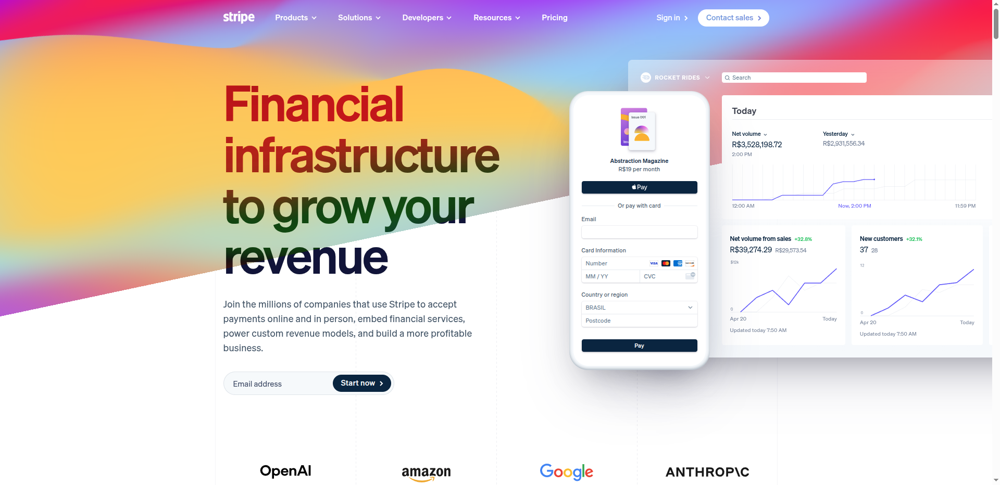 stripe
Products
Solutions
Developers
Resources
Pricing
Sign in
Contact sales
Financial
infrastructure
to grow your
revenue
Join the millions of companies that use Stripe to accept
payments online and in person, embed financial services,
power custom revenue models, and build a more profitable
business.
Email address
Start now
ROCKET RIDES
Search
Issue 001
Abstraction Magazine
R$19 per month
Pay
Or pay with card
Email
Card Information
Number
VISA
MM / YY
CVC
Country or region
BRASIL
Postcode
Pay
Today
Net volume
R$3,528,198.72
2:00 PM
Yesterday
R$2,931,556.34
12:00 AM
Now, 2:00 PM
11:59 PM
Net volume from sales +32.8%
R$39,274.29 R$29,573.54
$12k
0
Apr 20
Today
Updated today 7:50 AM
New customers +32.1%
37 28
12
0
Apr 20
Today
Updated today 7:50 AM
OpenAI
amazon
Google
ANTHROP\C